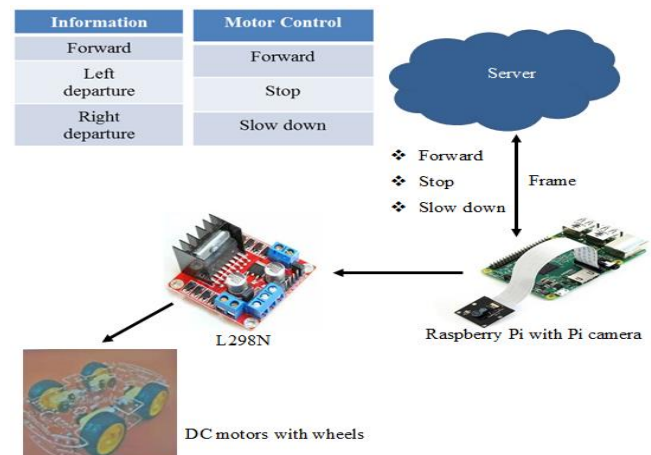 Information
Forward
Left
departure
Right
departure
Motor Control
Forward
Stop
Slow down
Server
❖ Forward
❖ Stop
❖ Slow down
Frame
Raspberry Pi with Pi camera
L298N
DC motors with wheels